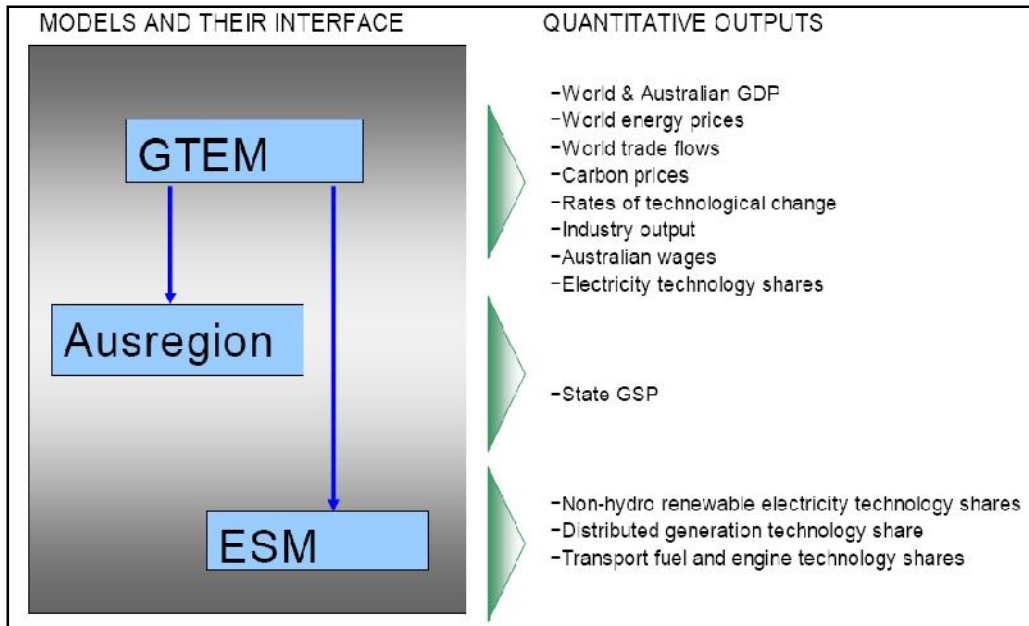 MODELS AND THEIR INTERFACE
QUANTITATIVE OUTPUTS
GTEM
Ausregion
ESM
-World & Australian GDP
-World energy prices
-World trade flows
-Carbon prices
-Rates of technological change
-Industry output
-Australian wages
-Electricity technology shares
-State GSP
-Non-hydro renewable electricity technology shares
-Distributed generation technology share
-Transport fuel and engine technology shares